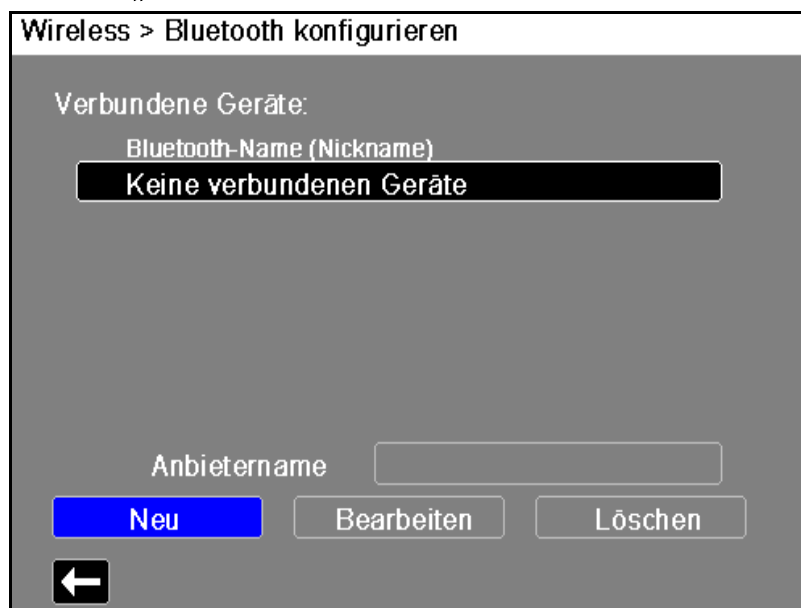 „
Wireless > Bluetooth konfigurieren
Verbundene Geräte:
Bluetooth-Name (Nickname)
Keine verbundenen Geräte
Anbietername
Neu
Bearbeiten
Löschen